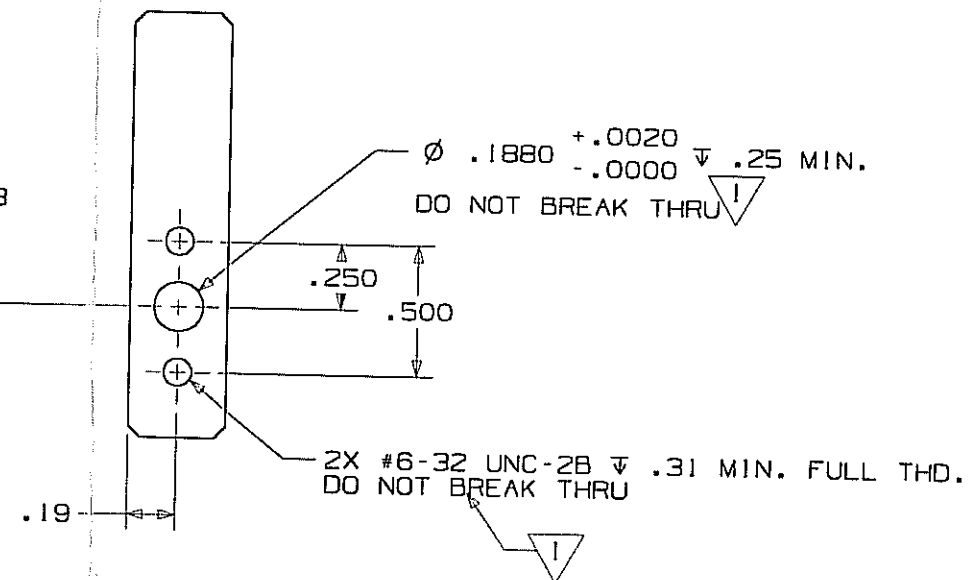 Ø .1880 +.0020 -.0000 ↧ .25 MIN.
DO NOT BREAK THRU 1
.250
.500
2X #6-32 UNC-2B ↧ .31 MIN. FULL THD.
DO NOT BREAK THRU
.19
1